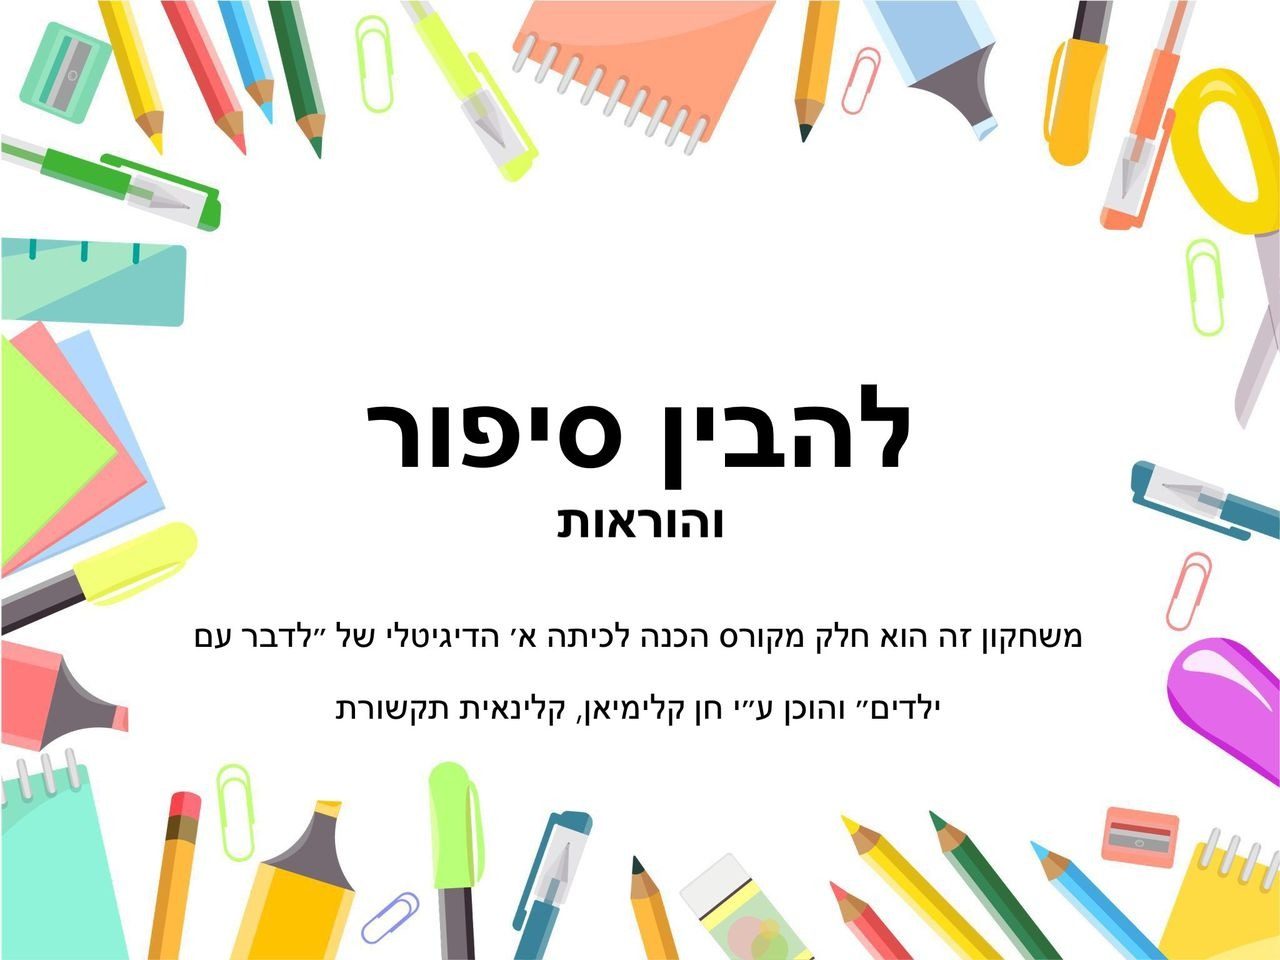 להבין סיפור
והוראות
משחקון זה הוא חלק מקורס הכנה לכיתה א׳ הדיגיטלי של ״לדבר עם
ילדים״ והוכן ע״י חן קלימיאן, קלינאית תקשורת